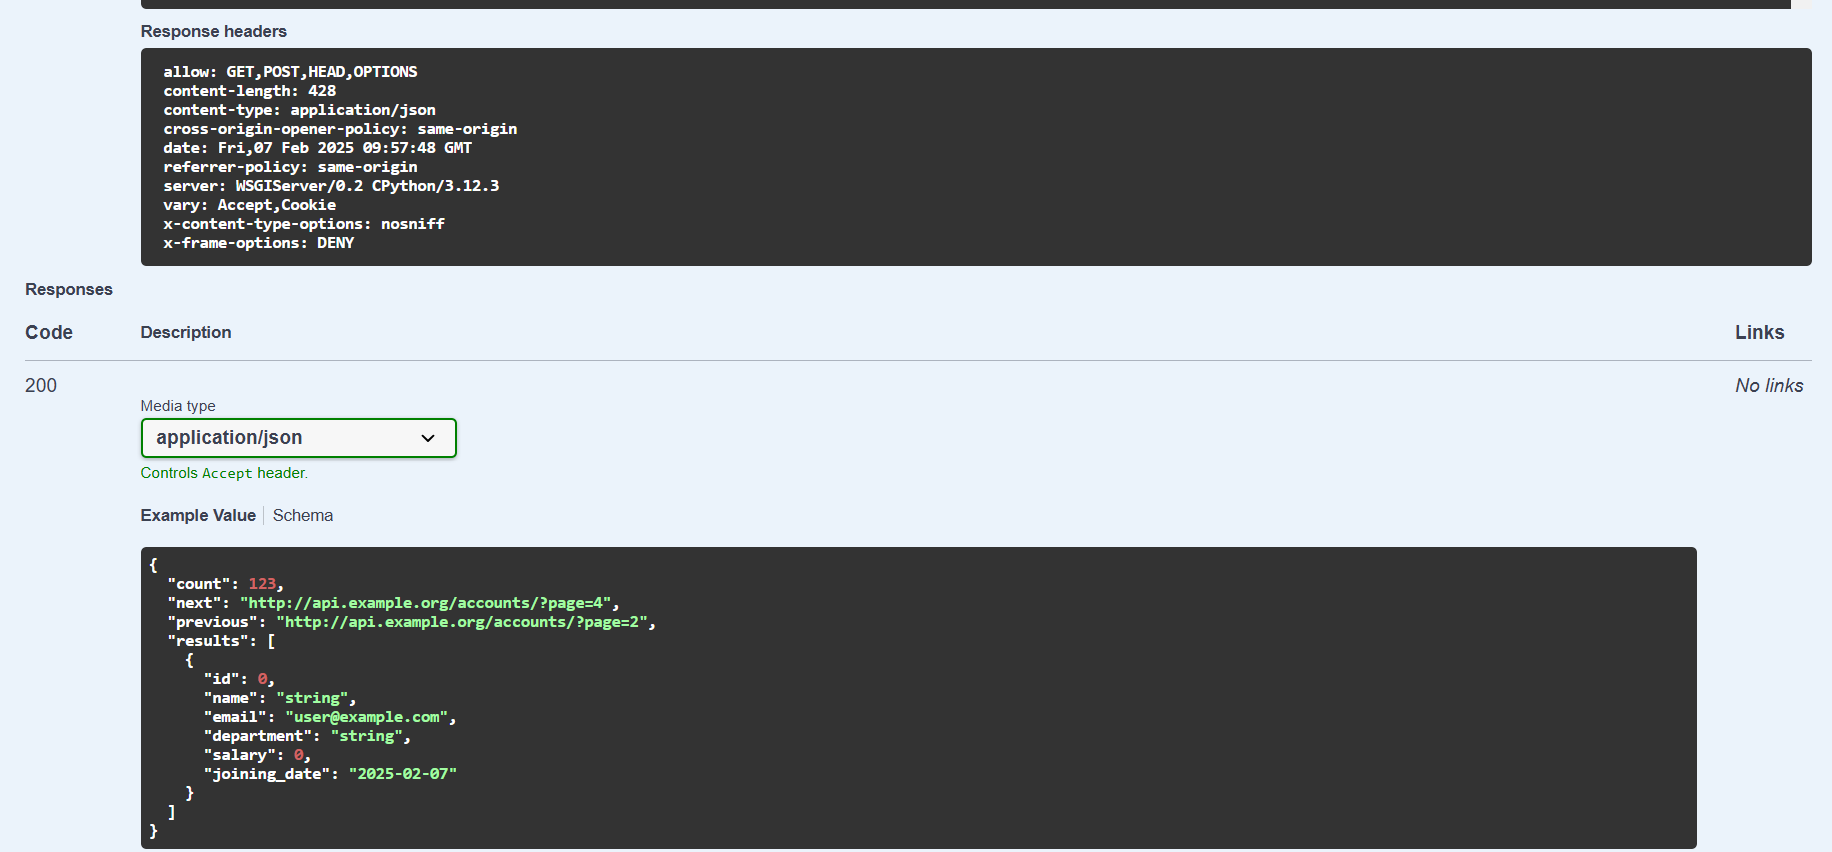 Response headers
allow: GET,POST,HEAD,OPTIONS
content-length: 428
content-type: application/json
cross-origin-opener-policy: same-origin
date: Fri,07 Feb 2025 09:57:48 GMT
referrer-policy: same-origin
server: WSGIServer/0.2 CPython/3.12.3
vary: Accept,Cookie
x-content-type-options: nosniff
x-frame-options: DENY
Responses
Code Description Links
200 No links
Media type
application/json
Controls Accept header.
Example Value Schema
{
  "count": 123,
  "next": "http://api.example.org/accounts/?page=4",
  "previous": "http://api.example.org/accounts/?page=2",
  "results": [
    {
      "id": 0,
      "name": "string",
      "email": "user@example.com",
      "department": "string",
      "salary": 0,
      "joining_date": "2025-02-07"
    }
  ]
}